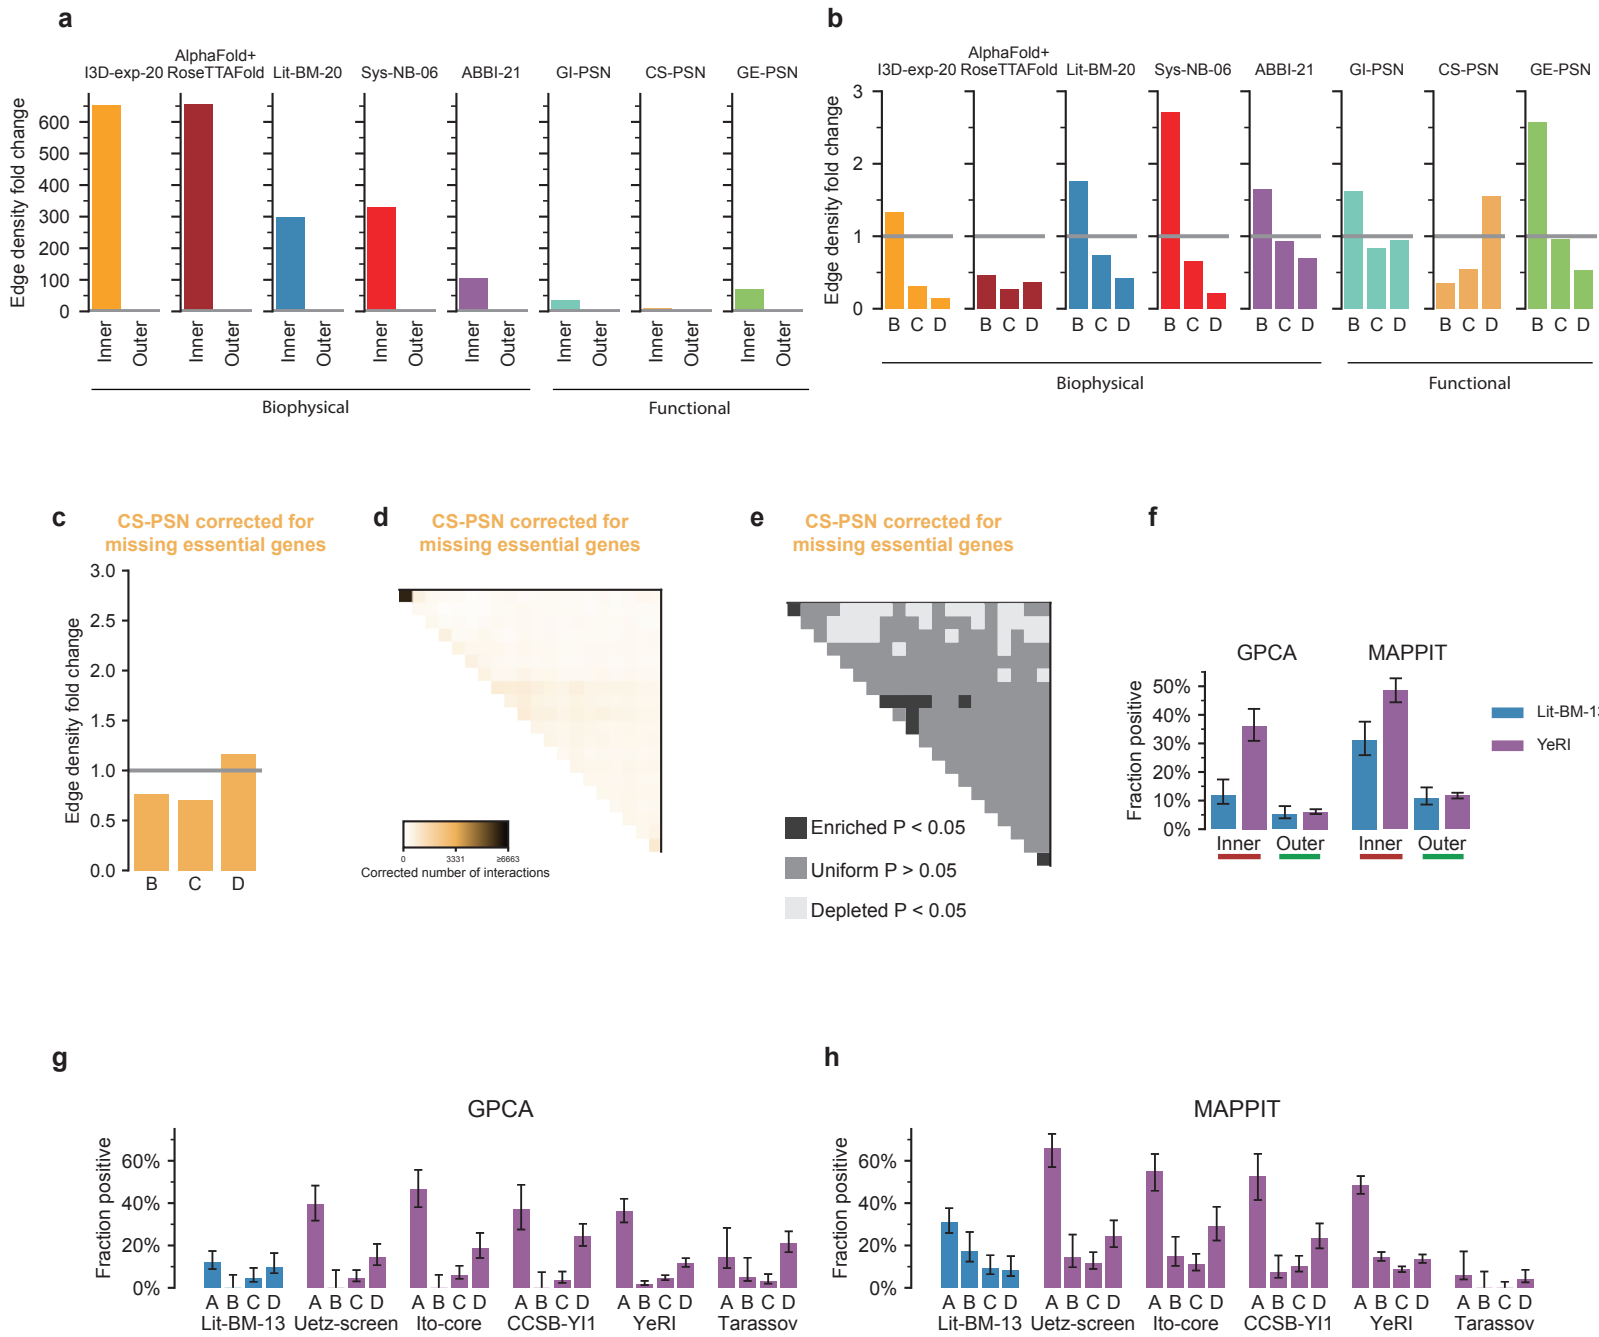 a
I3D-exp-20
AlphaFold+
RoseTTAFold
Lit-BM-20
Sys-NB-06
ABBI-21
GI-PSN
CS-PSN
GE-PSN
Edge density fold change
600
500
400
300
200
100
0
Inner Outer Inner Outer Inner Outer Inner Outer Inner Outer Inner Outer Inner Outer Inner Outer
Biophysical Functional
b
I3D-exp-20
AlphaFold+
RoseTTAFold
Lit-BM-20
Sys-NB-06
ABBI-21
GI-PSN
CS-PSN
GE-PSN
Edge density fold change
3
2
1
0
B C D B C D B C D B C D B C D B C D B C D B C D
Biophysical Functional
c
CS-PSN corrected for
missing essential genes
Edge density fold change
3.0
2.5
2.0
1.5
1.0
0.5
0.0
B C D
d
CS-PSN corrected for
missing essential genes
0 3331 ≥6663
Corrected number of interactions
e
CS-PSN corrected for
missing essential genes
Enriched P < 0.05
Uniform P > 0.05
Depleted P < 0.05
f
GPCA MAPPIT
Fraction positive
50%
40%
30%
20%
10%
0%
Inner Outer Inner Outer
Lit-BM-13
YeRI
g
GPCA
Fraction positive
60%
40%
20%
0%
A B C D A B C D A B C D A B C D A B C D A B C D
Lit-BM-13 Uetz-screen Ito-core CCSB-YI1 YeRI Tarassov
h
MAPPIT
Fraction positive
60%
40%
20%
0%
A B C D A B C D A B C D A B C D A B C D A B C D
Lit-BM-13 Uetz-screen Ito-core CCSB-YI1 YeRI Tarassov